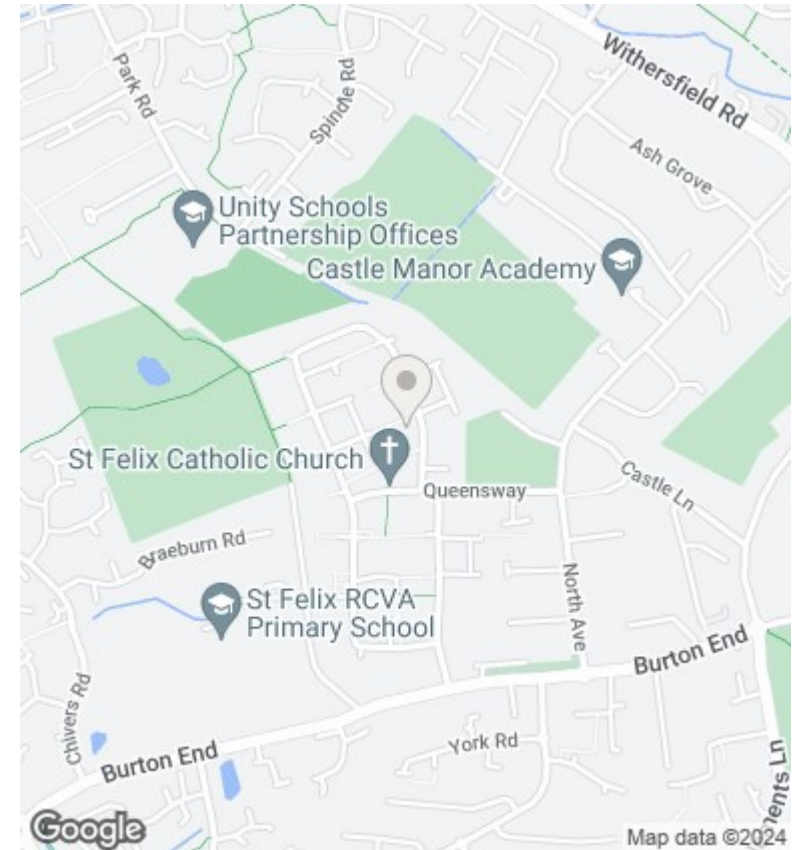 Park Rd
Spindle Rd
Withersfield Rd
Ash Grove
Unity Schools
Partnership Offices
Castle Manor Academy
St Felix Catholic Church
Queensway
Castle Ln
Braeburn Rd
North Ave
St Felix RCVA
Primary School
Burton End
Chivers Rd
York Rd
Burton End
ments Ln
Google
Map data ©2024